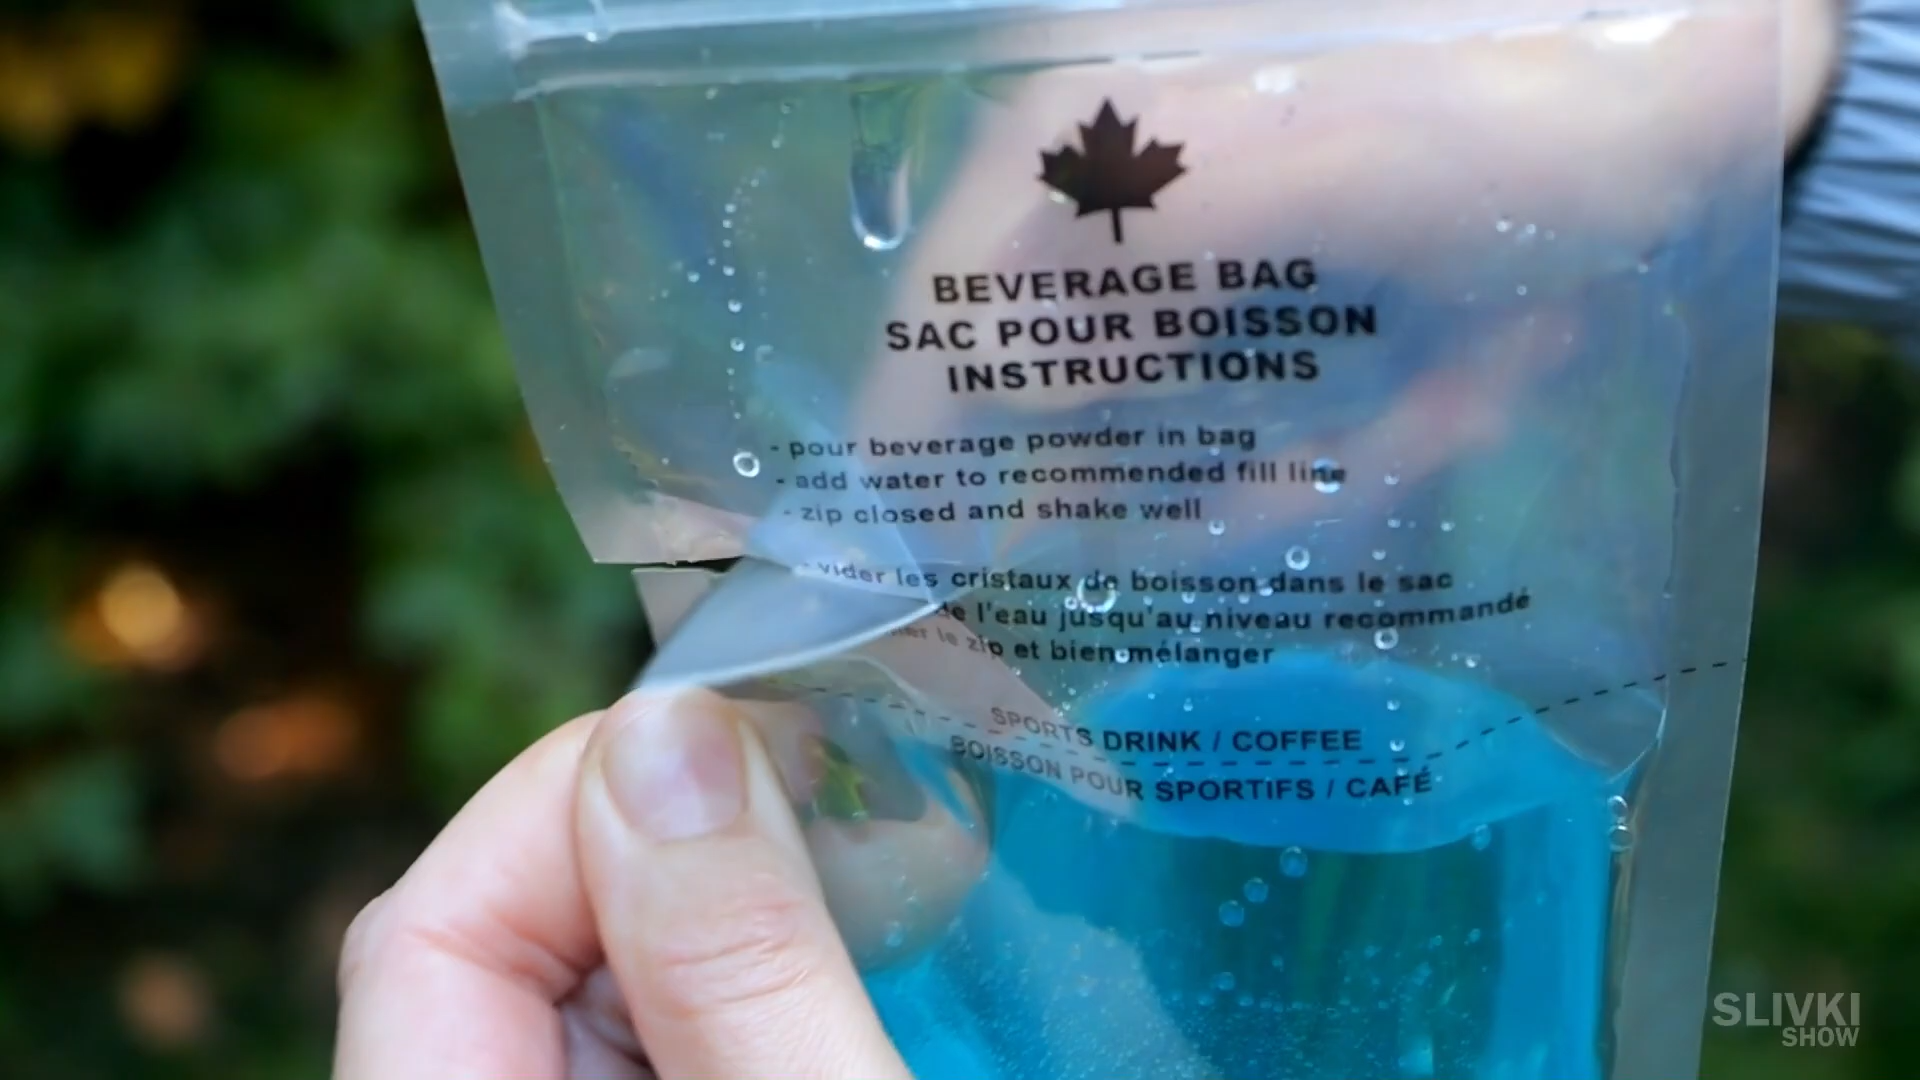 BEVERAGE BAG
SAC POUR BOISSON
INSTRUCTIONS
- pour beverage powder in bag
- add water to recommended fill line
- zip closed and shake well
- vider les cristaux de boisson dans le sac
de l'eau jusqu'au niveau recommandé
le zip et bien mélanger
SPORTS DRINK / COFFEE
BOISSON POUR SPORTIFS / CAFÉ
SLIVKI
SHOW